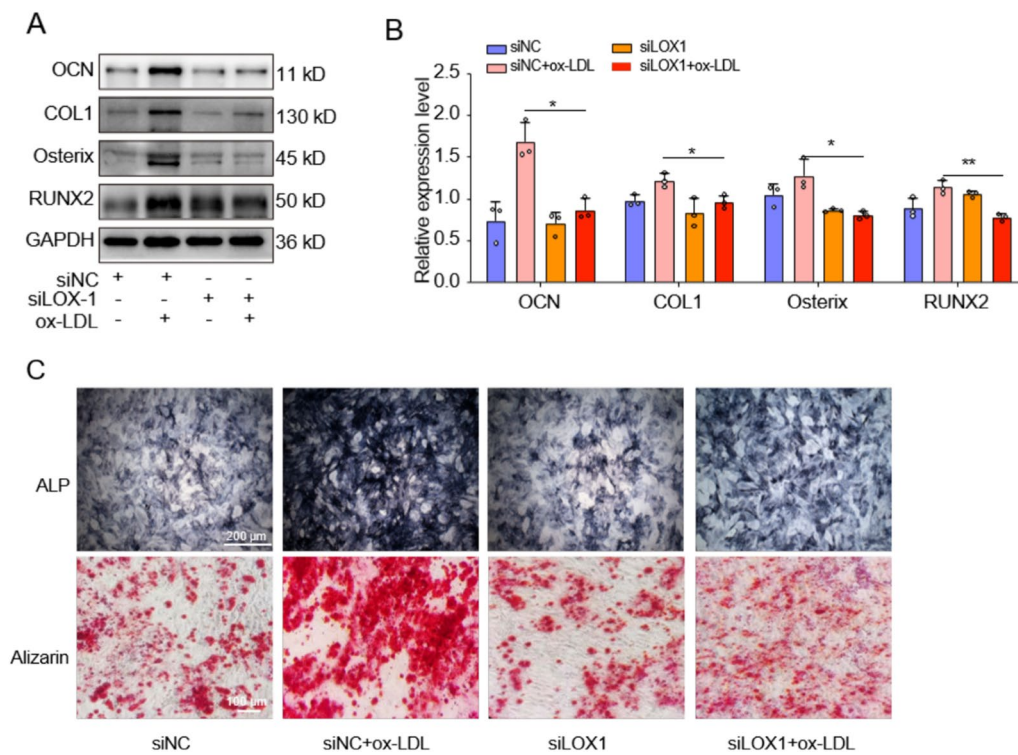 A
OCN 11 kD
COL1 130 kD
Osterix 45 kD
RUNX2 50 kD
GAPDH 36 kD
siNC + + - -
siLOX-1 - - + +
ox-LDL - + - +
B
siNC siLOX1
siNC+ox-LDL siLOX1+ox-LDL
Relative expression level
2.5
2.0
1.5
1.0
0.5
0.0
* * * **
OCN COL1 Osterix RUNX2
C
ALP
200 μm
Alizarin
100 μm
siNC siNC+ox-LDL siLOX1 siLOX1+ox-LDL